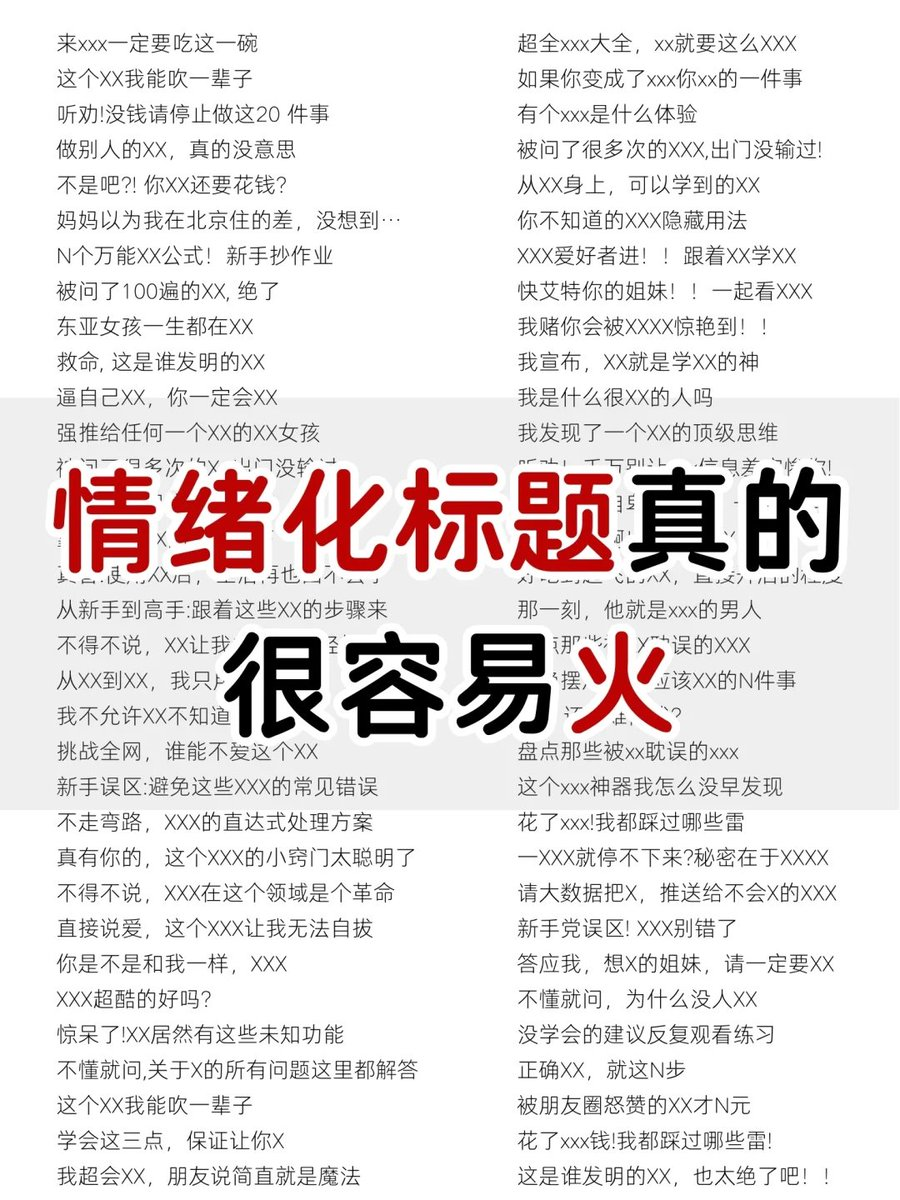 来xxx一定要吃这一碗
这个XX我能吹一辈子
听劝!没钱请停止做这20 件事
做别人的XX，真的没意思
不是吧?! 你XX还要花钱?
妈妈以为我在北京住的差，没想到…
N个万能XX公式！新手抄作业
被问了100遍的XX, 绝了
东亚女孩一生都在XX
救命, 这是谁发明的XX
逼自己XX，你一定会XX
强推给任何一个XX的XX女孩
从新手到高手:跟着这些XX的步骤来
不得不说，XX让我
从XX到XX，我只用
我不允许XX不知道
挑战全网，谁能不爱这个XX
新手误区:避免这些XXX的常见错误
不走弯路，XXX的直达式处理方案
真有你的，这个XXX的小窍门太聪明了
不得不说，XXX在这个领域是个革命
直接说爱，这个XXX让我无法自拔
你是不是和我一样，XXX
XXX超酷的好吗?
惊呆了!XX居然有这些未知功能
不懂就问,关于X的所有问题这里都解答
这个XX我能吹一辈子
学会这三点，保证让你X
我超会XX，朋友说简直就是魔法
超全xxx大全，xx就要这么XXX
如果你变成了xxx你xx的一件事
有个xxx是什么体验
被问了很多次的XXX,出门没输过!
从XX身上，可以学到的XX
你不知道的XXX隐藏用法
XXX爱好者进！！跟着XX学XX
快艾特你的姐妹！！一起看XXX
我赌你会被XXXX惊艳到！！
我宣布，XX就是学XX的神
我是什么很XX的人吗
我发现了一个XX的顶级思维
那一刻，他就是xxx的男人
耽误的XXX
应该XX的N件事
盘点那些被xx耽误的xxx
这个xxx神器我怎么没早发现
花了xxx!我都踩过哪些雷
一XXX就停不下来?秘密在于XXXX
请大数据把X，推送给不会X的XXX
新手党误区! XXX别错了
答应我，想X的姐妹，请一定要XX
不懂就问，为什么没人XX
没学会的建议反复观看练习
正确XX，就这N步
被朋友圈怒赞的XX才N元
花了xxx钱!我都踩过哪些雷!
这是谁发明的XX，也太绝了吧！！
情绪化标题真的
很容易火